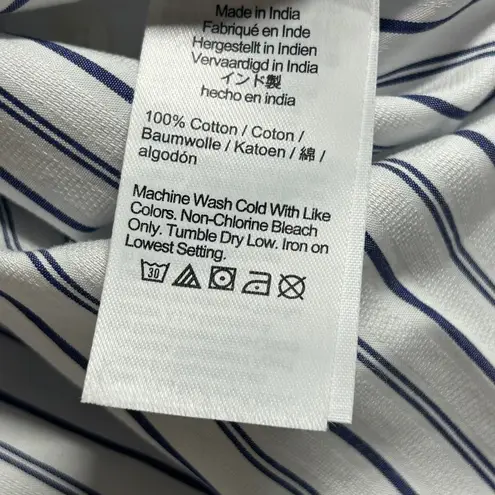 Made in India
Fabriqué en Inde
Hergestellt in Indien
Vervaardigd in India
インド製
hecho en india
100% Cotton / Coton /
Baumwolle / Katoen / 綿 /
algodón
Machine Wash Cold With Like
Colors. Non-Chlorine Bleach
Only. Tumble Dry Low. Iron on
Lowest Setting.
30